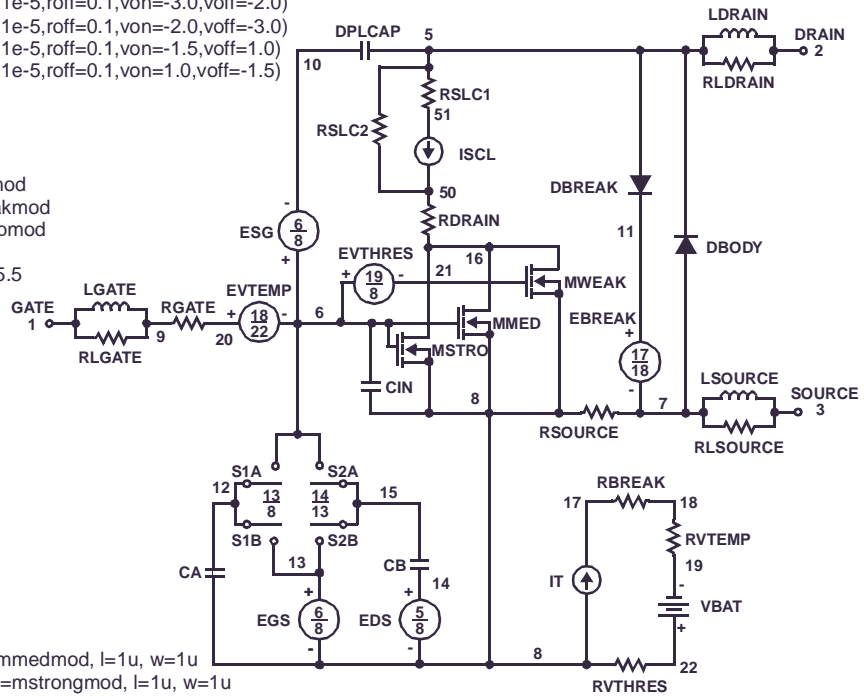 1e-5,roff=0.1,von=-3.0,voff=-2.0)
1e-5,roff=0.1,von=-2.0,voff=-3.0)
1e-5,roff=0.1,von=-1.5,voff=1.0)
1e-5,roff=0.1,von=1.0,voff=-1.5)
LDRAIN
DPLCAP
5
DRAIN
2
10
RLDRAIN
RSLC1
51
RSLC2
ISCL
50
nod
akmod
omod
5.5
DBREAK
RDRAIN
-
ESG
6
8
+
11
DBODY
EVTHRES
16
21
+
19
8
-
MWEAK
LGATE
EVTEMP
GATE
1
RGATE
+
18
22
-
6
EBREAK
+
MMED
9
20
MSTRO
17
18
RLGATE
-
LSOURCE
CIN
SOURCE
3
8
7
RSOURCE
RLSOURCE
S1A
S2A
12
13
8
14
13
15
RBREAK
17
18
S1B
S2B
RVTEMP
13
CB
19
CA
14
IT
-
+
+
VBAT
EGS
6
8
EDS
5
8
+
-
-
8
22
RVTHRES
mmedmod, l=1u, w=1u
=mstrongmod, l=1u, w=1u